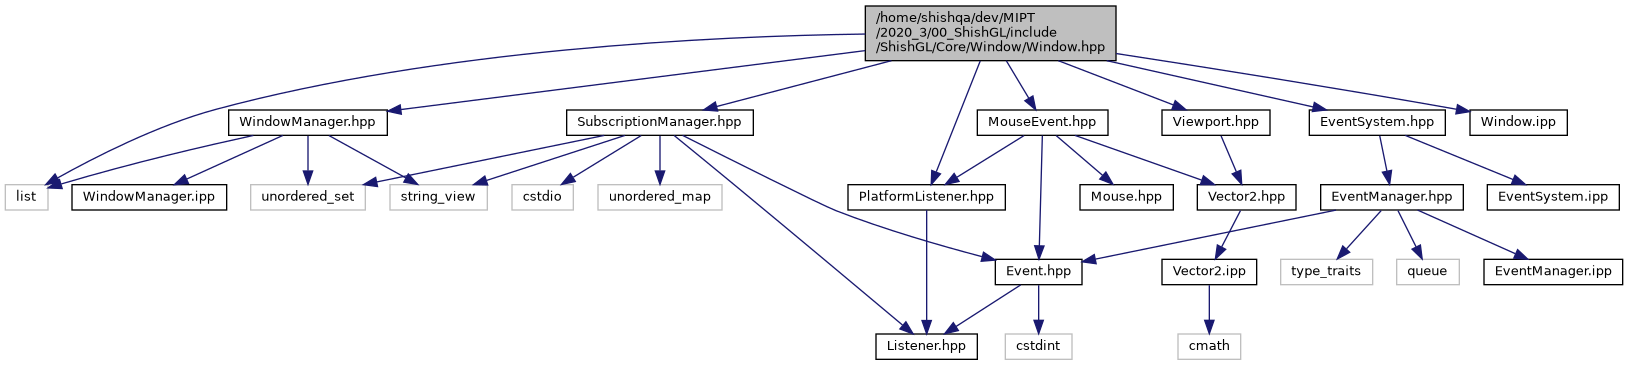 /home/shishqa/dev/MIPT
/2020_3/00_ShishGL/include
/ShishGL/Core/Window/Window.hpp
WindowManager.hpp
SubscriptionManager.hpp
MouseEvent.hpp
Viewport.hpp
EventSystem.hpp
Window.ipp
list
WindowManager.ipp
unordered_set
string_view
cstdio
unordered_map
PlatformListener.hpp
Mouse.hpp
Vector2.hpp
EventManager.hpp
EventSystem.ipp
Event.hpp
Vector2.ipp
type_traits
queue
EventManager.ipp
Listener.hpp
cstdint
cmath